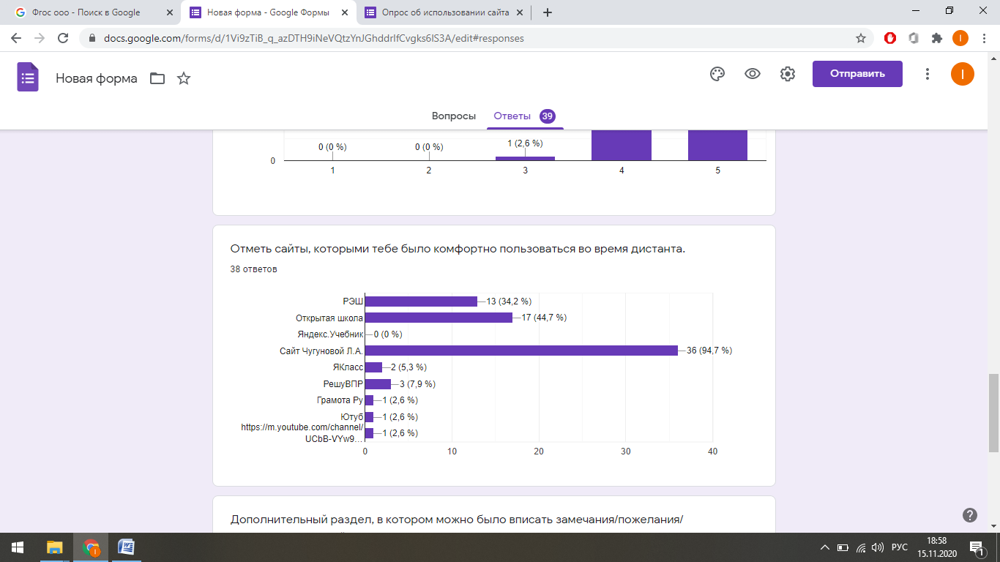 Фгос ооо - Поиск в Google
Новая форма - Google Формы
Опрос об использовании сайта
docs.google.com/forms/d/1Vi9zTiB_q_azDTH9iNeVQtzYnJGhddrIfCvgks6IS3A/edit#responses
I
Новая форма
Отправить
I
Вопросы
Ответы 39
0 (0 %)
0 (0 %)
1 (2,6 %)
0
1 2 3 4 5
Отметь сайты, которыми тебе было комфортно пользоваться во время дистанта.
38 ответов
РЭШ 13 (34,2 %)
Открытая школа 17 (44,7 %)
Яндекс.Учебник 0 (0 %)
Сайт Чугуновой Л.А. 36 (94,7 %)
ЯКласс 2 (5,3 %)
РешуВПР 3 (7,9 %)
Грамота Ру 1 (2,6 %)
Ютуб 1 (2,6 %)
https://m.youtube.com/channel/
UCbB-VYw9… 1 (2,6 %)
0 10 20 30 40
Дополнительный раздел, в котором можно было вписать замечания/пожелания/
РУС
18:58
15.11.2020
1